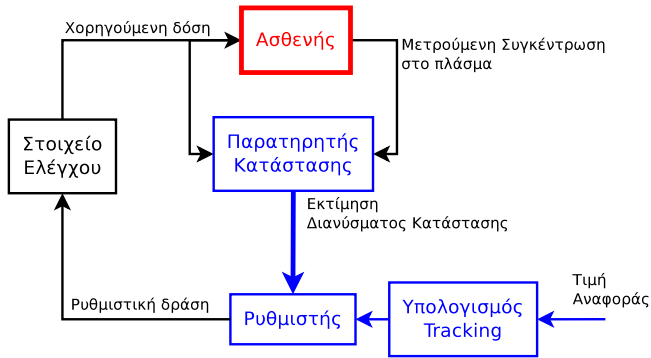 Χορηγούμενη δόση
Ασθενής
Μετρούμενη Συγκέντρωση
στο πλάσμα
Στοιχείο
Ελέγχου
Παρατηρητής
Κατάστασης
Εκτίμηση
Διανύσματος Κατάστασης
Ρυθμιστική δράση
Ρυθμιστής
Υπολογισμός
Tracking
Τιμή
Αναφοράς